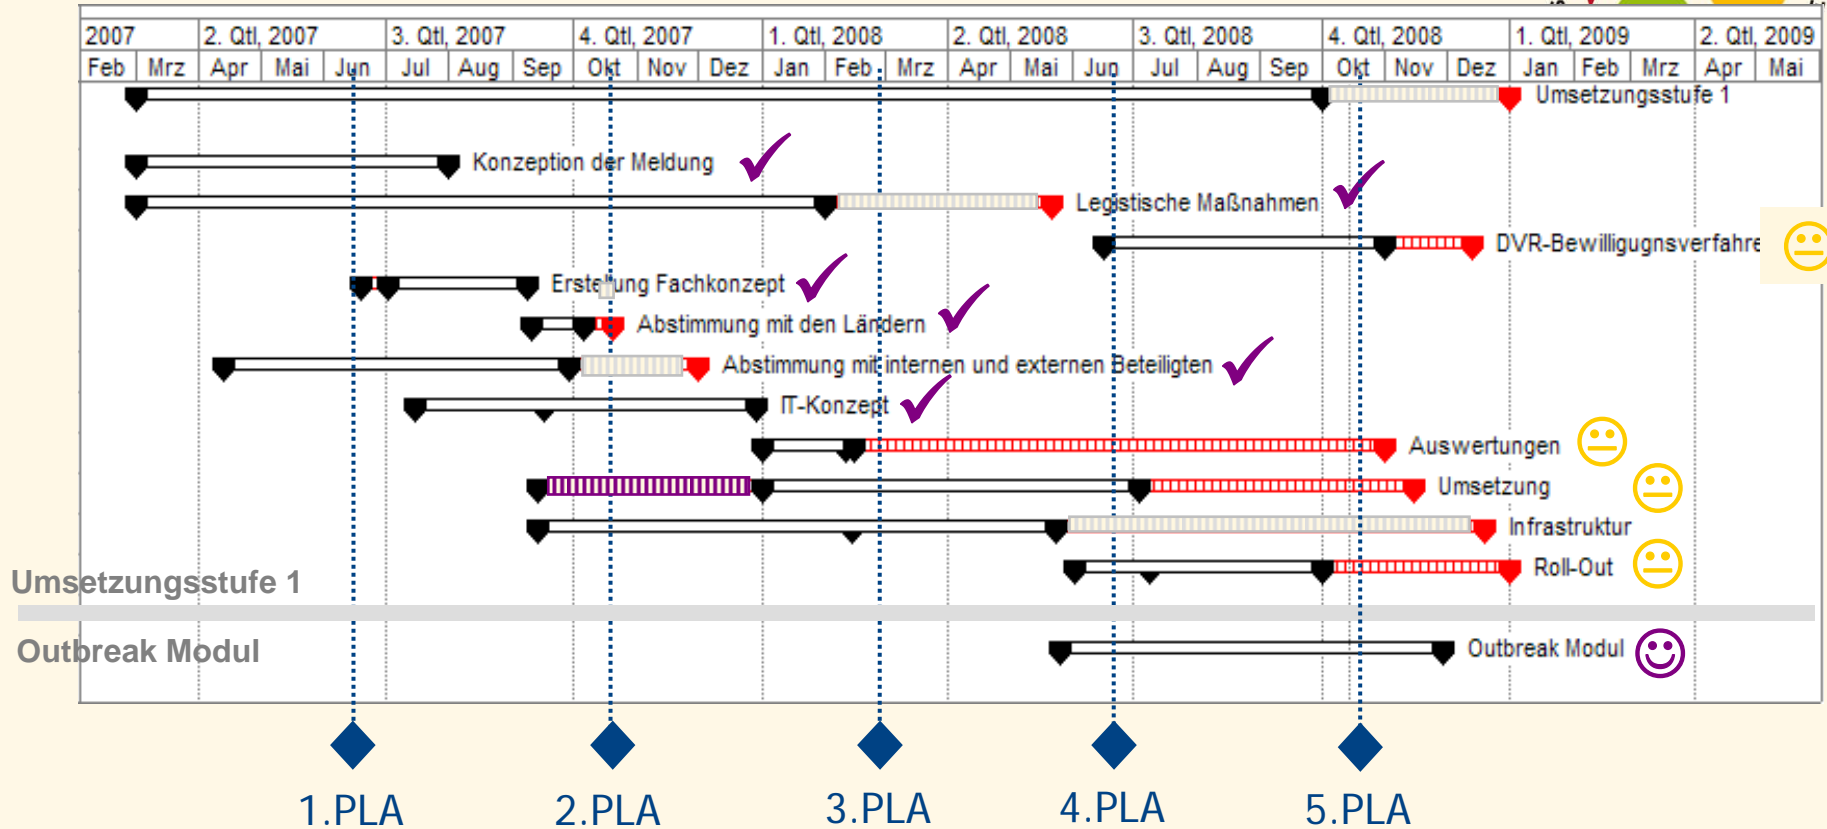 2007 2. Qtl, 2007 3. Qtl, 2007 4. Qtl, 2007 1. Qtl, 2008 2. Qtl, 2008 3. Qtl, 2008 4. Qtl, 2008 1. Qtl, 2009 2. Qtl, 2009
Feb Mrz Apr Mai Jun Jul Aug Sep Okt Nov Dez Jan Feb Mrz Apr Mai Jun Jul Aug Sep Okt Nov Dez Jan Feb Mrz Apr Mai
Umsetzungsstufe 1
Konzeption der Meldung
Legistische Maßnahmen
DVR-Bewilligugnsverfahre
Erstellung Fachkonzept
Abstimmung mit den Ländern
Abstimmung mit internen und externen Beteiligten
IT-Konzept
Auswertungen
Umsetzung
Infrastruktur
Roll-Out
Umsetzungsstufe 1
Outbreak Modul
Outbreak Modul
1.PLA 2.PLA 3.PLA 4.PLA 5.PLA